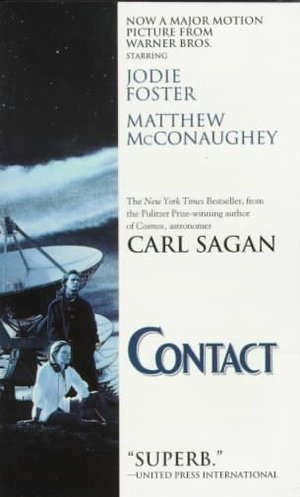 NOW A MAJOR MOTION
PICTURE FROM
WARNER BROS.
STARRING
JODIE
FOSTER
MATTHEW
McCONAUGHEY
The New York Times Bestseller, from
the Pulitzer Prize-winning author
of Cosmos, astronomer
CARL SAGAN
CONTACT
"SUPERB."
—UNITED PRESS INTERNATIONAL